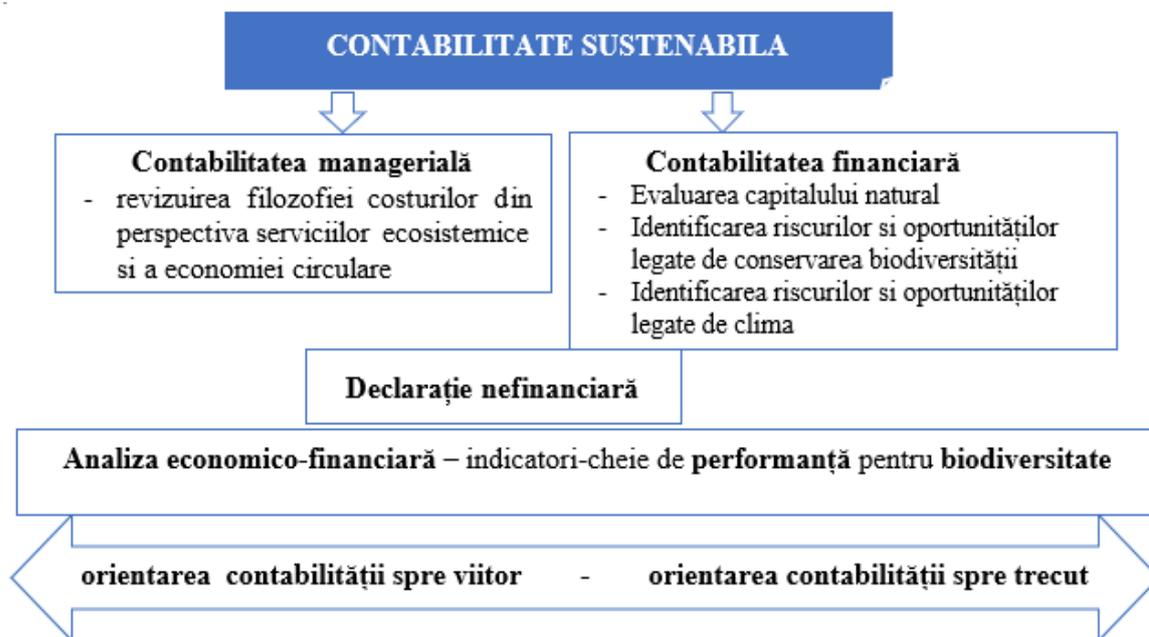 CONTABILITATE SUSTENABILA
Contabilitatea managerială
- revizuirea filozofiei costurilor din
perspectiva serviciilor ecosistemice
si a economiei circulare
Contabilitatea financiară
- Evaluarea capitalului natural
- Identificarea riscurilor si oportunităților
legate de conservarea biodiversității
- Identificarea riscurilor si oportunităților
legate de clima
Declarație nefinanciară
Analiza economico-financiară – indicatori-cheie de performanță pentru biodiversitate
orientarea contabilității spre viitor - orientarea contabilității spre trecut